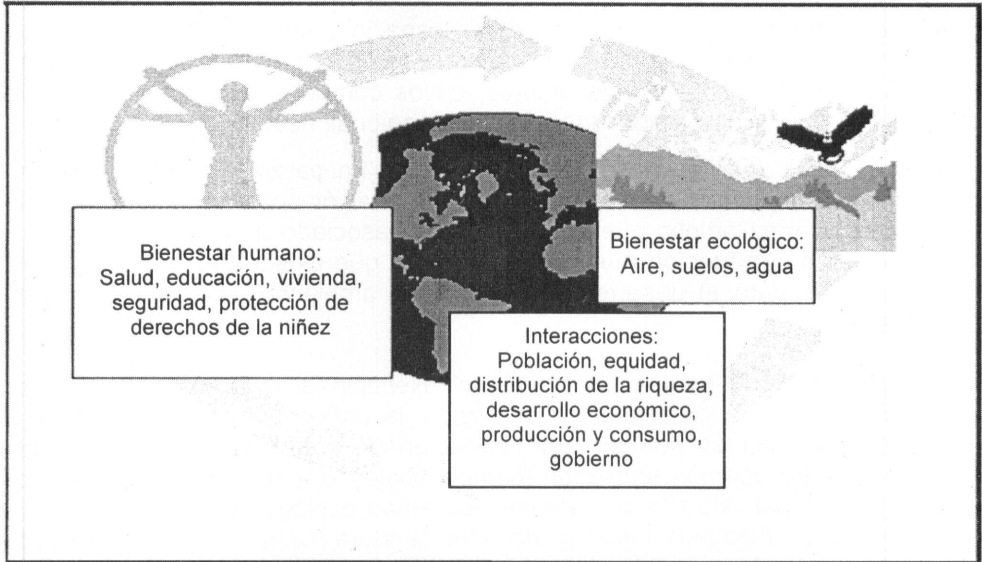 Bienestar humano:
Salud, educación, vivienda,
seguridad, protección de
derechos de la niñez
Bienestar ecológico:
Aire, suelos, agua
Interacciones:
Población, equidad,
distribución de la riqueza,
desarrollo económico,
producción y consumo,
gobierno